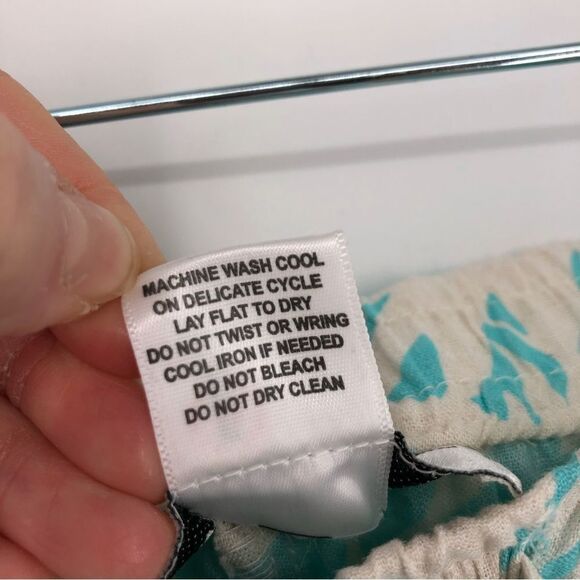 MACHINE WASH COOL
ON DELICATE CYCLE
LAY FLAT TO DRY
DO NOT TWIST OR WRING
COOL IRON IF NEEDED
DO NOT BLEACH
DO NOT DRY CLEAN